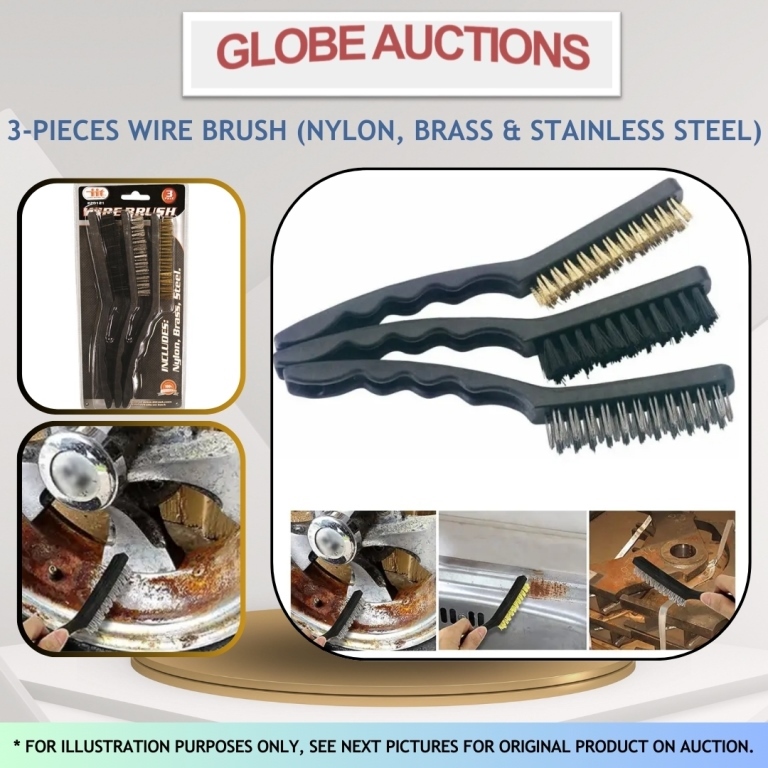 GLOBE AUCTIONS
3-PIECES WIRE BRUSH (NYLON, BRASS & STAINLESS STEEL)
3
WIRE BRUSH
INCLUDES:
Nylon, Brass, Steel.
* FOR ILLUSTRATION PURPOSES ONLY, SEE NEXT PICTURES FOR ORIGINAL PRODUCT ON AUCTION.